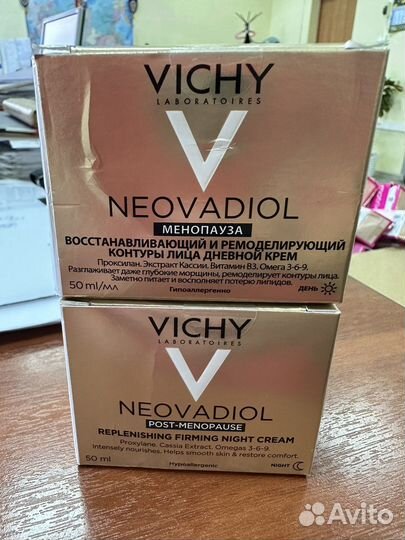 VICHY
LABORATOIRES
V
NEOVADIOL
МЕНОПАУЗА
ВОССТАНАВЛИВАЮЩИЙ И РЕМОДЕЛИРУЮЩИЙ
КОНТУРЫ ЛИЦА ДНЕВНОЙ КРЕМ
Проксилан. Экстракт Кассии. Витамин В3. Омега 3-6-9.
Разглаживает даже глубокие морщины, ремоделирует контуры лица.
Заметно питает и восполняет потерю липидов.
50 ml/мл
Гипоаллергенно
ДЕНЬ
VICHY
LABORATOIRES
V
NEOVADIOL
POST-MENOPAUSE
REPLENISHING FIRMING NIGHT CREAM
Proxylane. Cassia Extract. Omegas 3-6-9.
Intensely nourishes. Helps smooth skin & restore comfort.
50 ml
Hypoallergenic
NIGHT
Avito